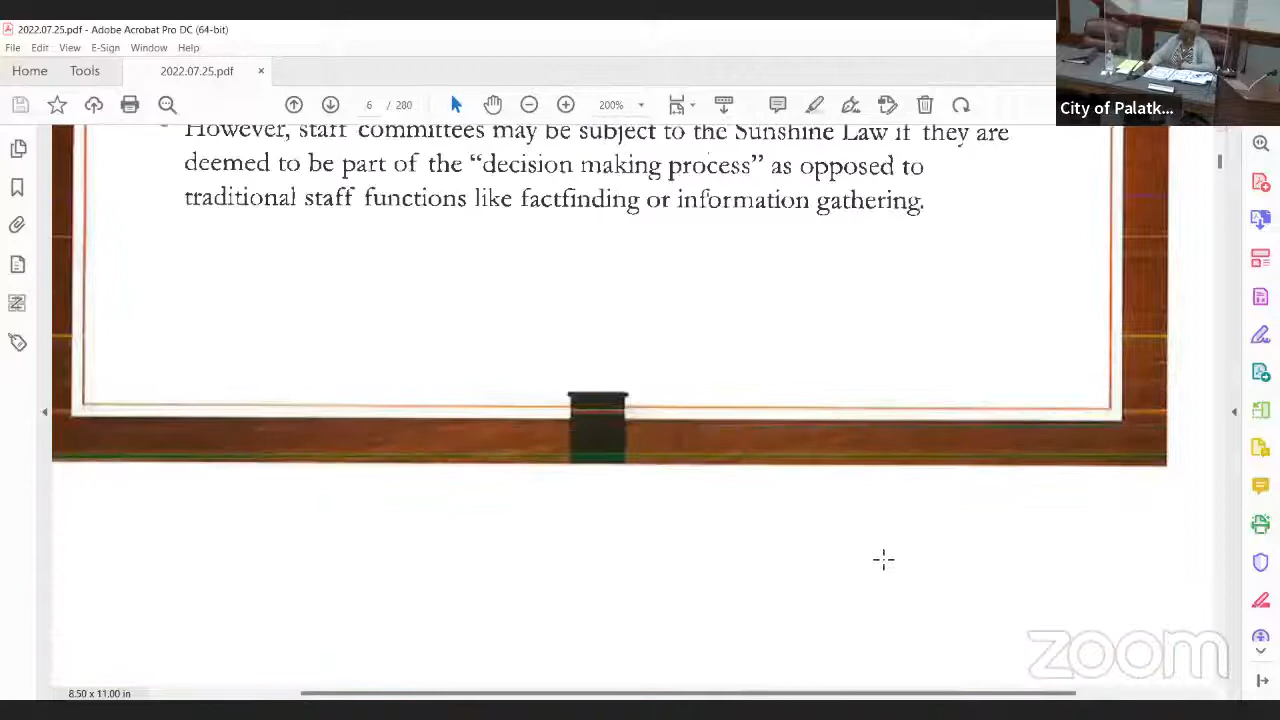 2022.07.25.pdf - Adobe Acrobat Pro DC (64-bit)
File Edit View E-Sign Window Help
Home Tools 2022.07.25.pdf ×
6 / 280 200%
City of Palatk...
However, staff committees may be subject to the Sunshine Law if they are
deemed to be part of the “decision making process” as opposed to
traditional staff functions like factfinding or information gathering.
zoom
8.50 x 11.00 in